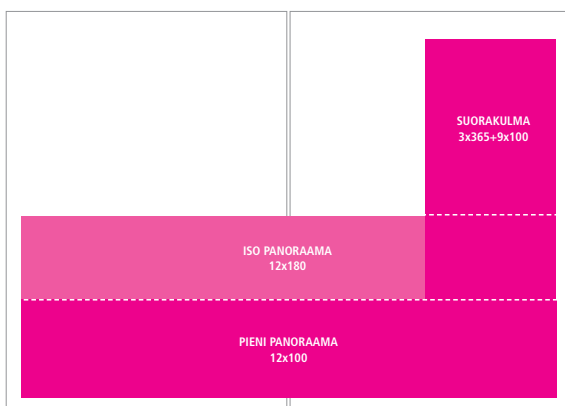 SUORAKULMA
3x365+9x100
ISO PANORAAMA
12x180
PIENI PANORAAMA
12x100